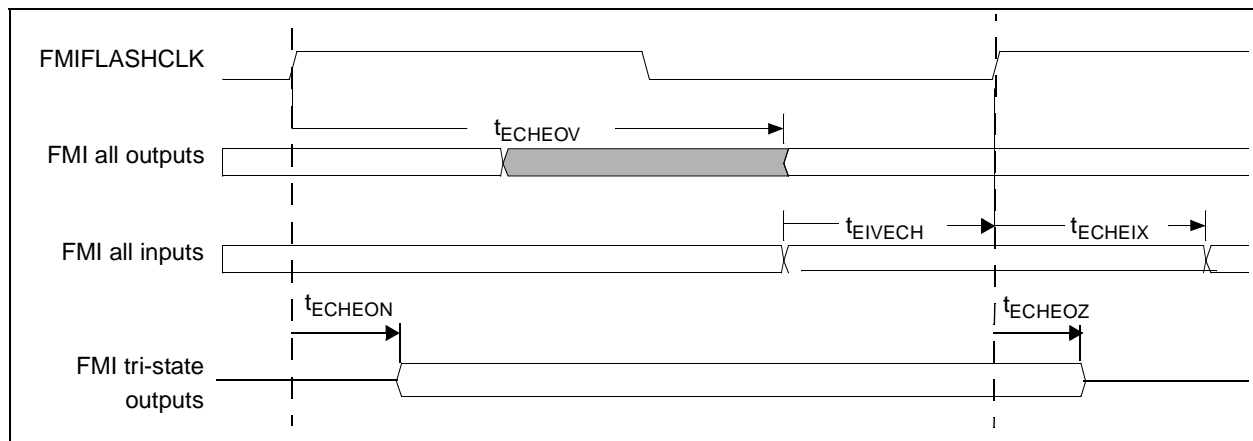 FMIFLASHCLK
tECHEOV
FMI all outputs
tEIVECH
tECHEIX
FMI all inputs
tECHEON
tECHEOZ
FMI tri-state
outputs